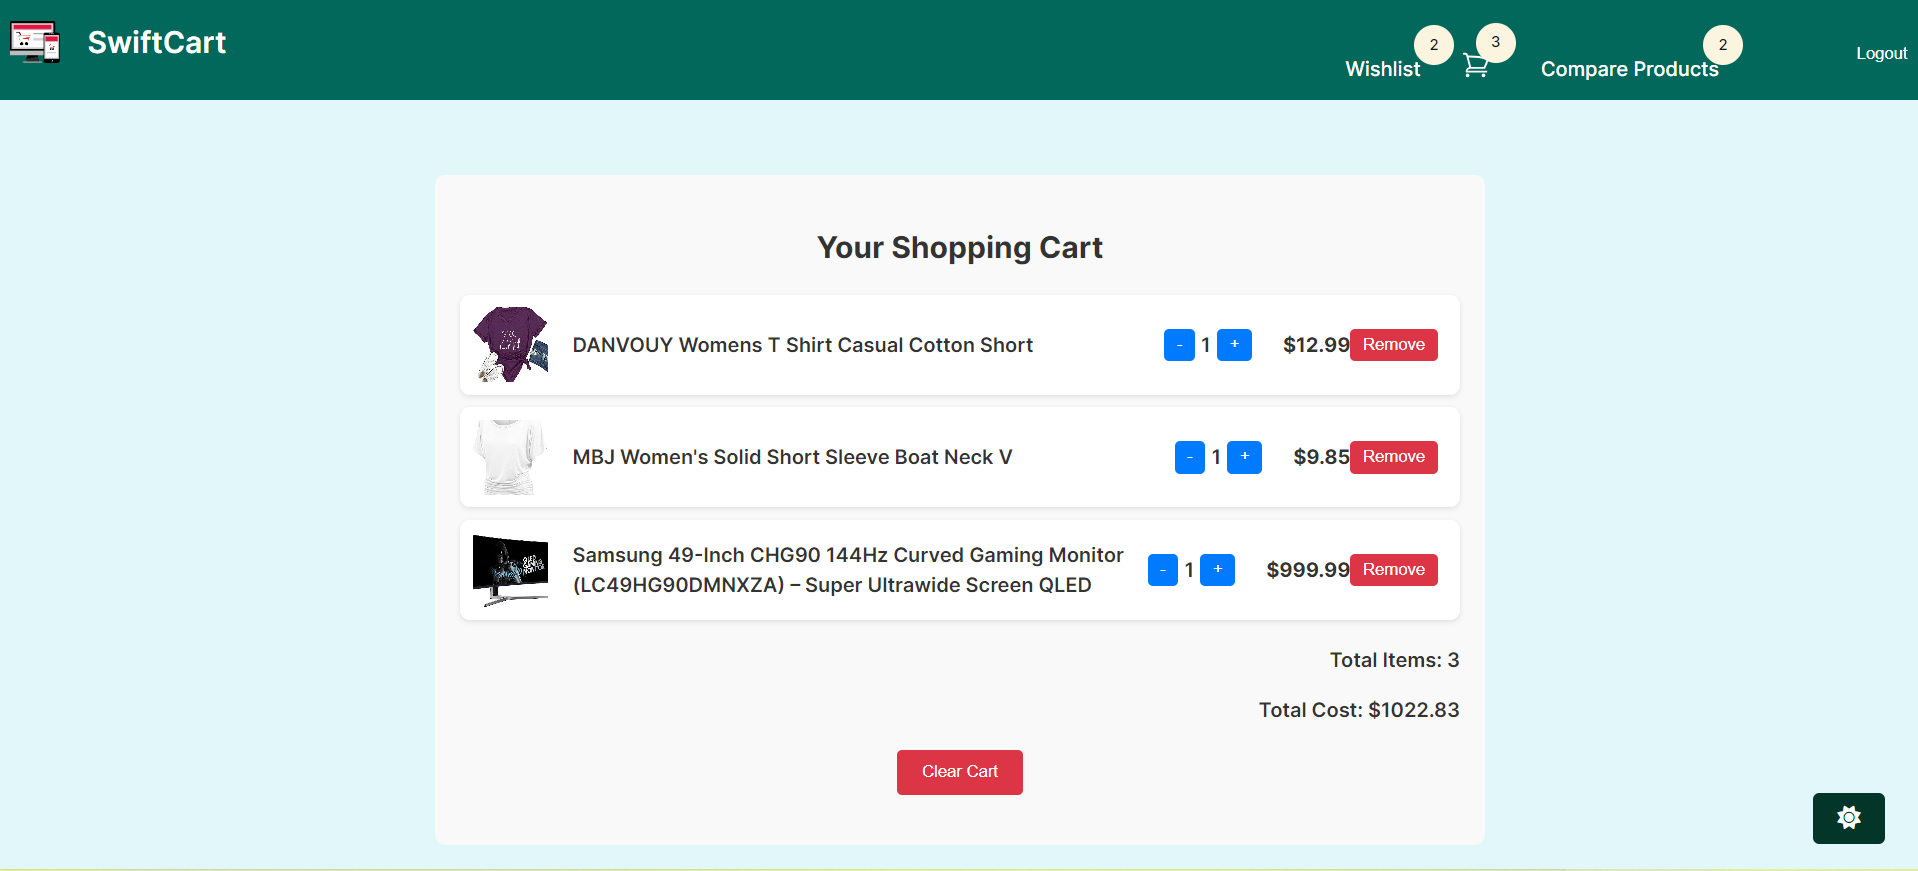 SwiftCart
Wishlist
2
3
Compare Products
2
Logout
Your Shopping Cart
DANVOUY Womens T Shirt Casual Cotton Short
- 1 + $12.99 Remove
MBJ Women's Solid Short Sleeve Boat Neck V
- 1 + $9.85 Remove
Samsung 49-Inch CHG90 144Hz Curved Gaming Monitor
(LC49HG90DMNXZA) – Super Ultrawide Screen QLED
- 1 + $999.99 Remove
Total Items: 3
Total Cost: $1022.83
Clear Cart